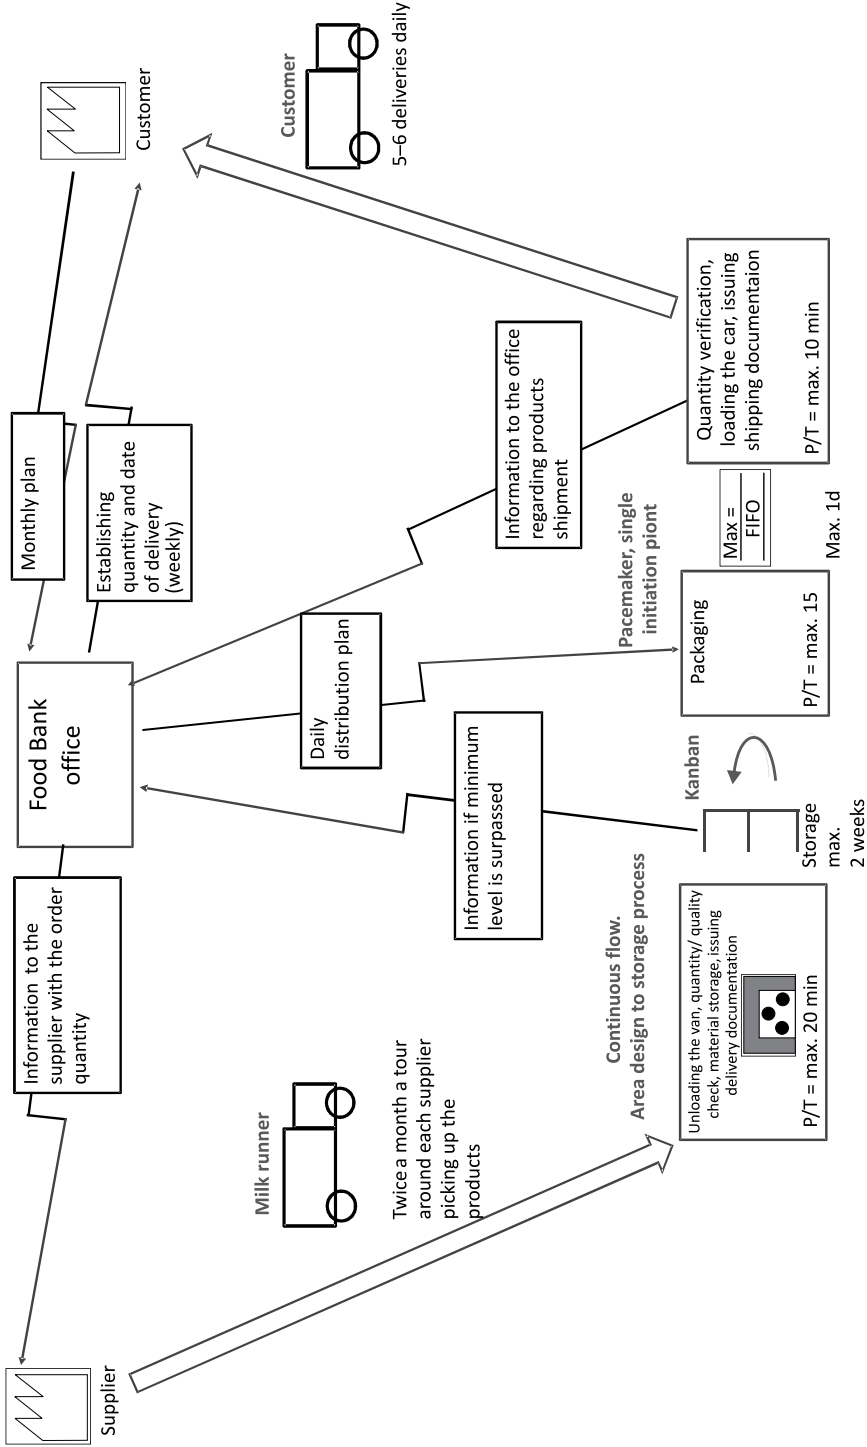 Supplier
Information to the
supplier with the order
quantity
Food Bank
office
Monthly plan
Establishing
quantity and date
of delivery
(weekly)
Customer
Milk runner
Twice a month a tour
around each supplier
picking up the
products
Information if minimum
level is surpassed
Daily
distribution plan
Information to the office
regarding products
shipment
Customer
5–6 deliveries daily
Continuous flow.
Area design to storage process
Unloading the van, quantity/ quality
check, material storage, issuing
delivery documentation
P/T = max. 20 min
Storage
max.
2 weeks
Kanban
Pacemaker, single
initiation piont
Packaging
P/T = max. 15
Max =
FIFO
Max. 1d
Quantity verification,
loading the car, issuing
shipping documentaion
P/T = max. 10 min